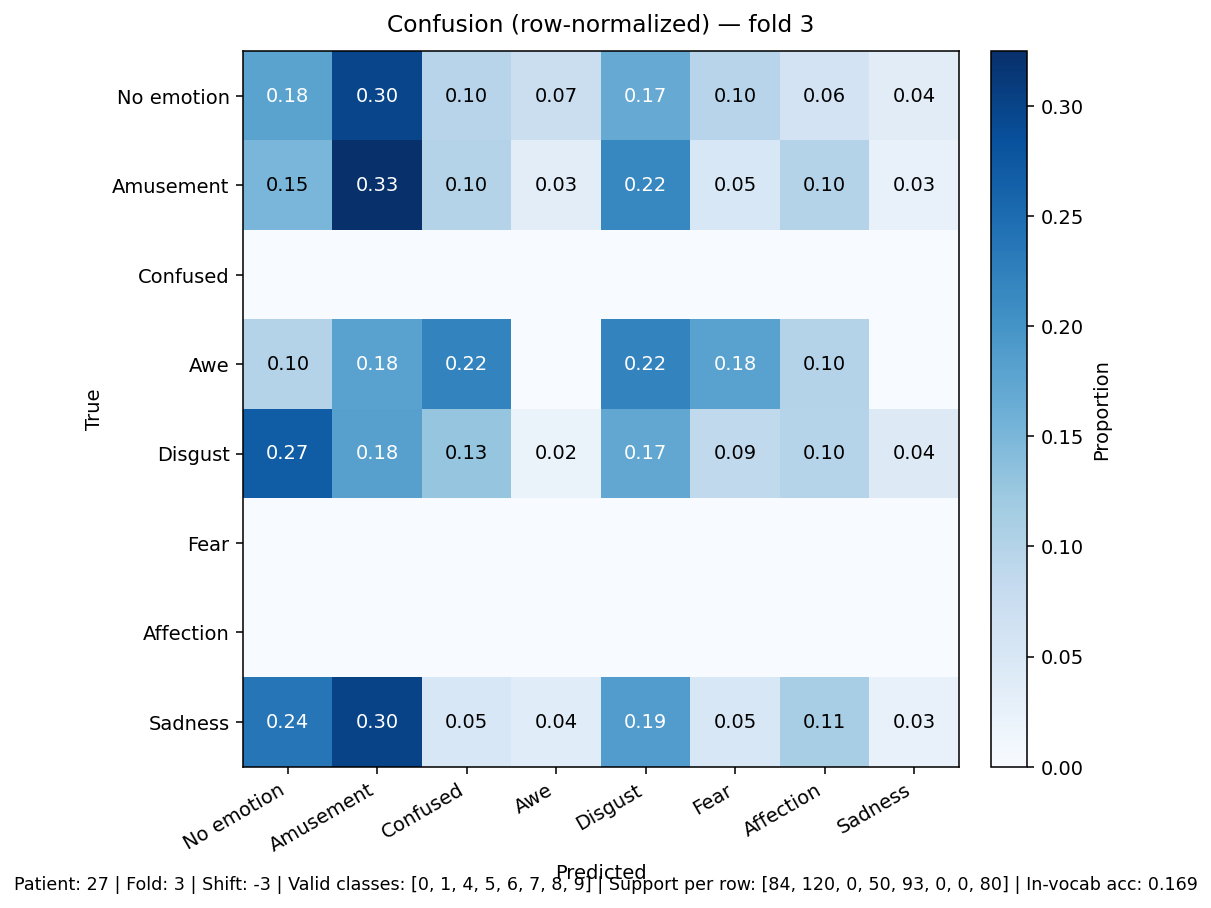 Confusion (row-normalized) — fold 3
No emotion 0.18 0.30 0.10 0.07 0.17 0.10 0.06 0.04
Amusement 0.15 0.33 0.10 0.03 0.22 0.05 0.10 0.03
Confused
Awe 0.10 0.18 0.22 0.22 0.18 0.10
Disgust 0.27 0.18 0.13 0.02 0.17 0.09 0.10 0.04
Fear
Affection
Sadness 0.24 0.30 0.05 0.04 0.19 0.05 0.11 0.03
True
No emotion Amusement Confused Awe Disgust Fear Affection Sadness
Predicted
0.30
0.25
0.20
0.15
0.10
0.05
0.00
Proportion
Patient: 27 | Fold: 3 | Shift: -3 | Valid classes: [0, 1, 4, 5, 6, 7, 8, 9] | Support per row: [84, 120, 0, 50, 93, 0, 0, 80] | In-vocab acc: 0.169